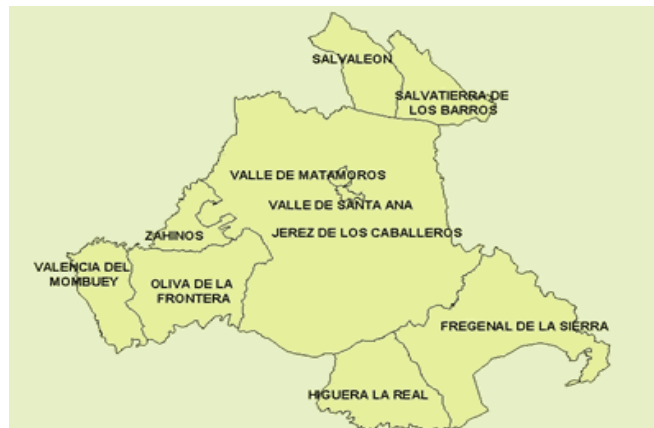 SALVALEON
SALVATIERRA DE
LOS BARROS
VALLE DE MATAMOROS
VALLE DE SANTA ANA
ZAHINOS
JEREZ DE LOS CABALLEROS
VALENCIA DEL
MOMBUEY
OLIVA DE LA
FRONTERA
FREGENAL DE LA SIERRA
HIGUERA LA REAL